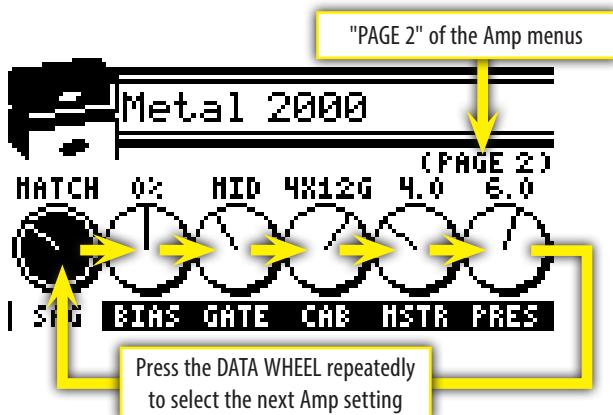 "PAGE 2" of the Amp menus
Metal 2000
(PAGE 2)
MATCH 0% MID 4X12G 4.0 6.0
SAG BIAS GATE CAB MSTR PRES
Press the DATA WHEEL repeatedly
to select the next Amp setting